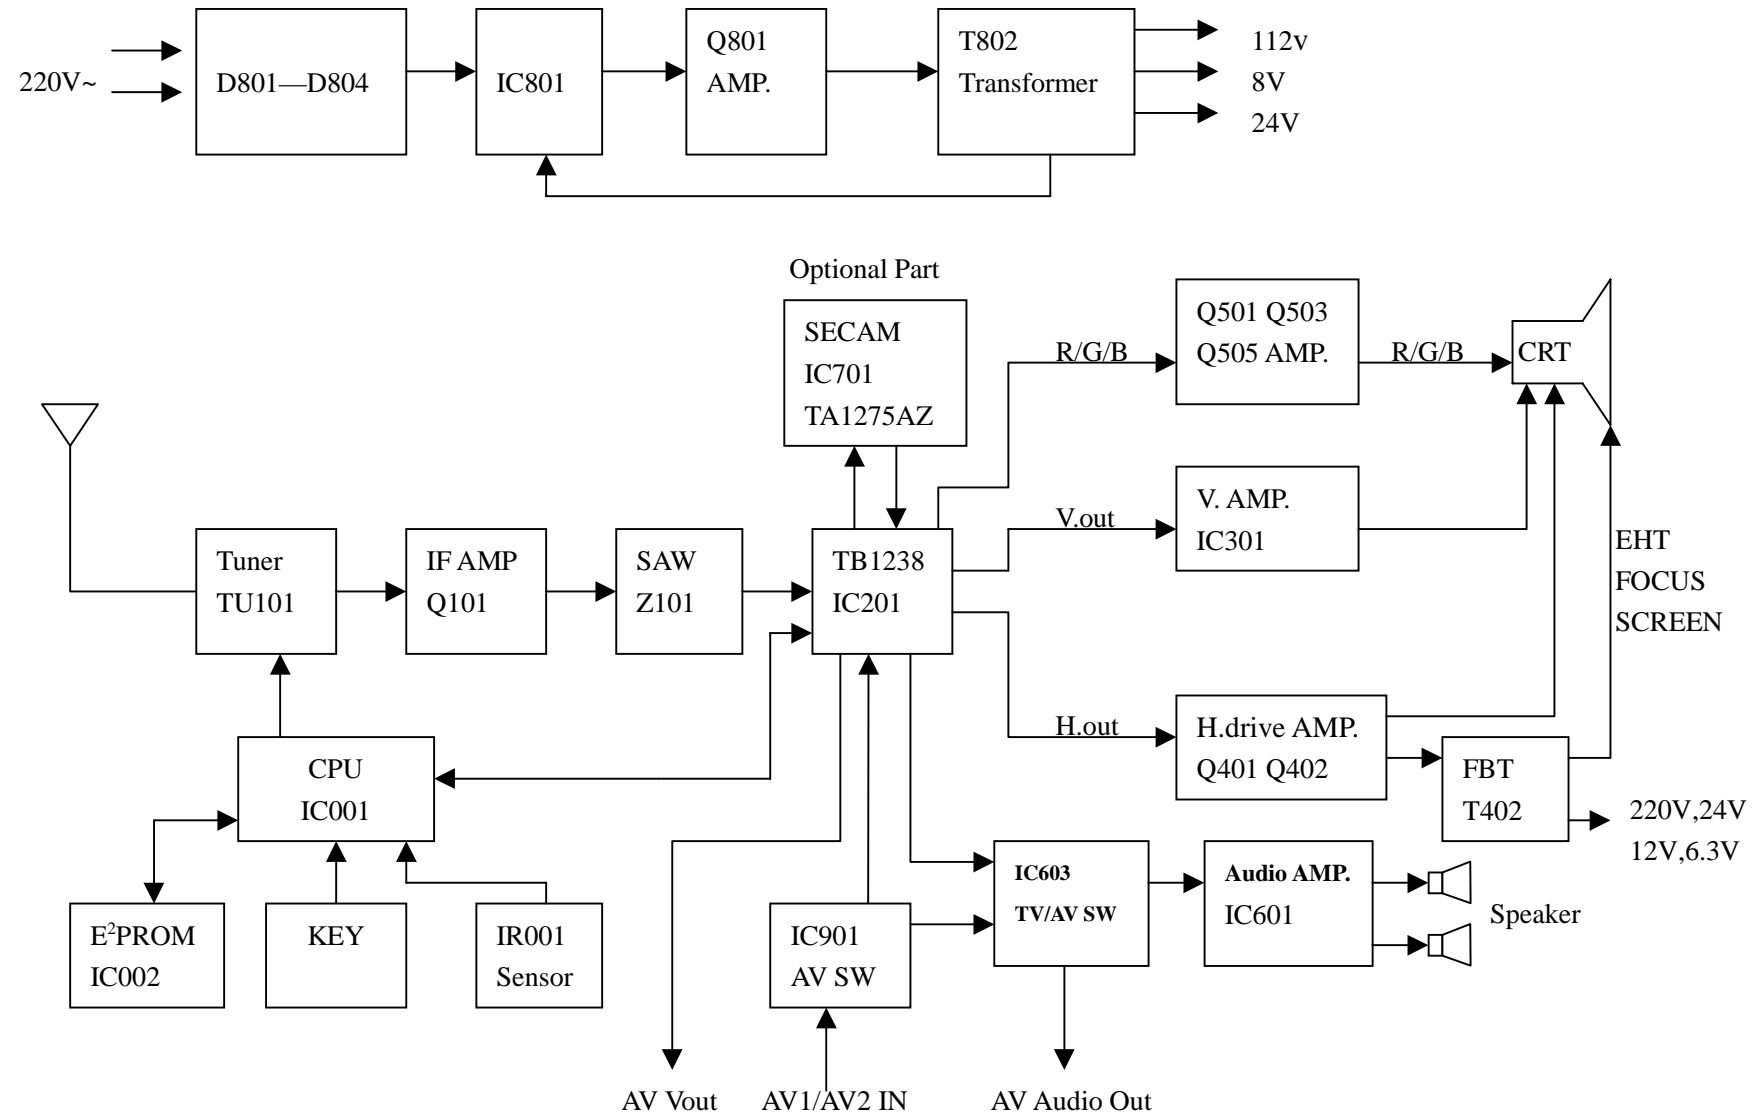 220V~
D801—D804
IC801
Q801
AMP.
T802
Transformer
112v
8V
24V
Optional Part
SECAM
IC701
TA1275AZ
R/G/B
Q501 Q503
Q505 AMP.
R/G/B
CRT
V.out
V. AMP.
IC301
EHT
FOCUS
SCREEN
Tuner
TU101
IF AMP
Q101
SAW
Z101
TB1238
IC201
H.out
H.drive AMP.
Q401 Q402
FBT
T402
220V,24V
12V,6.3V
CPU
IC001
E²PROM
IC002
KEY
IR001
Sensor
IC901
AV SW
IC603
TV/AV SW
Audio AMP.
IC601
Speaker
AV Vout
AV1/AV2 IN
AV Audio Out